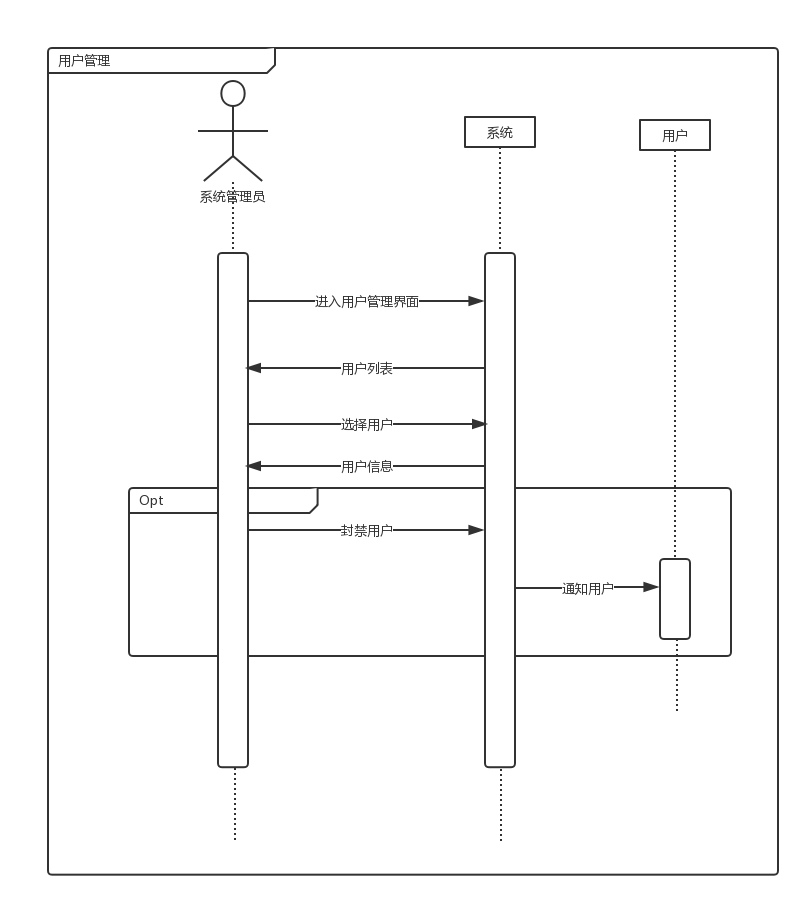 用户管理
系统
用户
系统管理员
进入用户管理界面
用户列表
选择用户
用户信息
Opt
封禁用户
通知用户